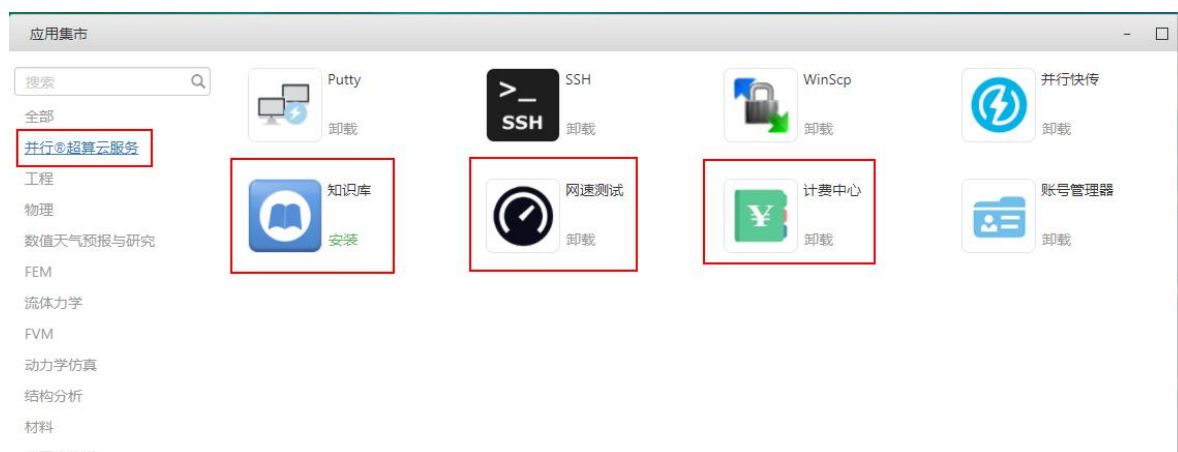 应用集市
搜索
全部
并行®超算云服务
工程
物理
数值天气预报与研究
FEM
流体力学
FVM
动力学仿真
结构分析
材料
Putty
卸载
>_
SSH
SSH
卸载
WinScp
卸载
并行快传
卸载
知识库
安装
网速测试
卸载
¥
计费中心
卸载
账号管理器
卸载